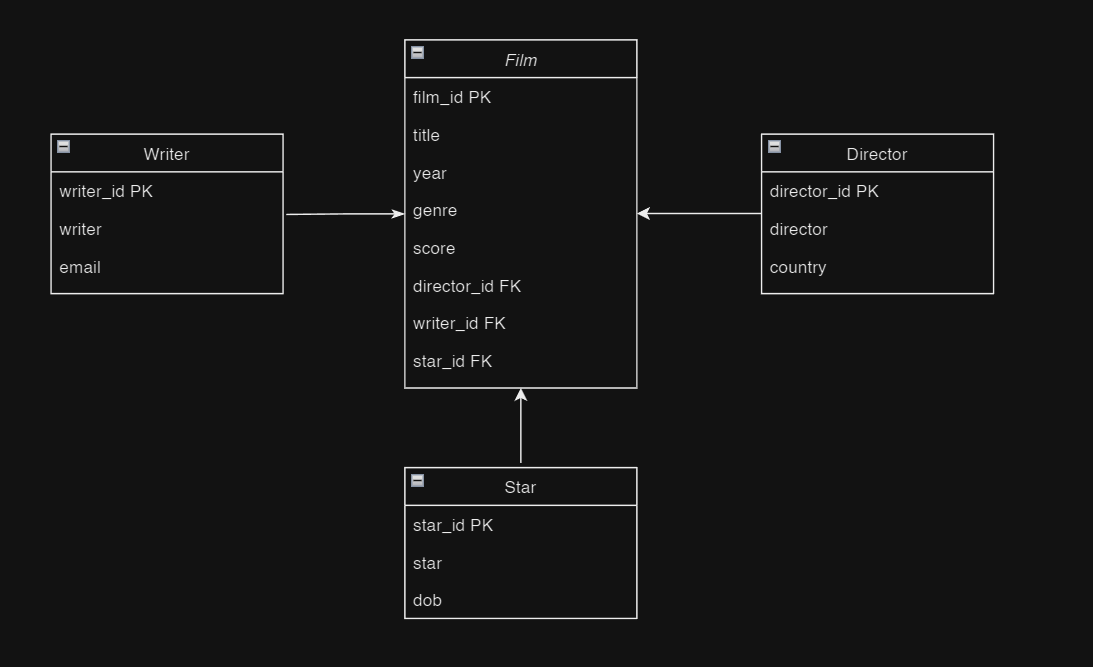 Film
film_id PK
title
year
genre
score
director_id FK
writer_id FK
star_id FK
Writer
writer_id PK
writer
email
Director
director_id PK
director
country
Star
star_id PK
star
dob